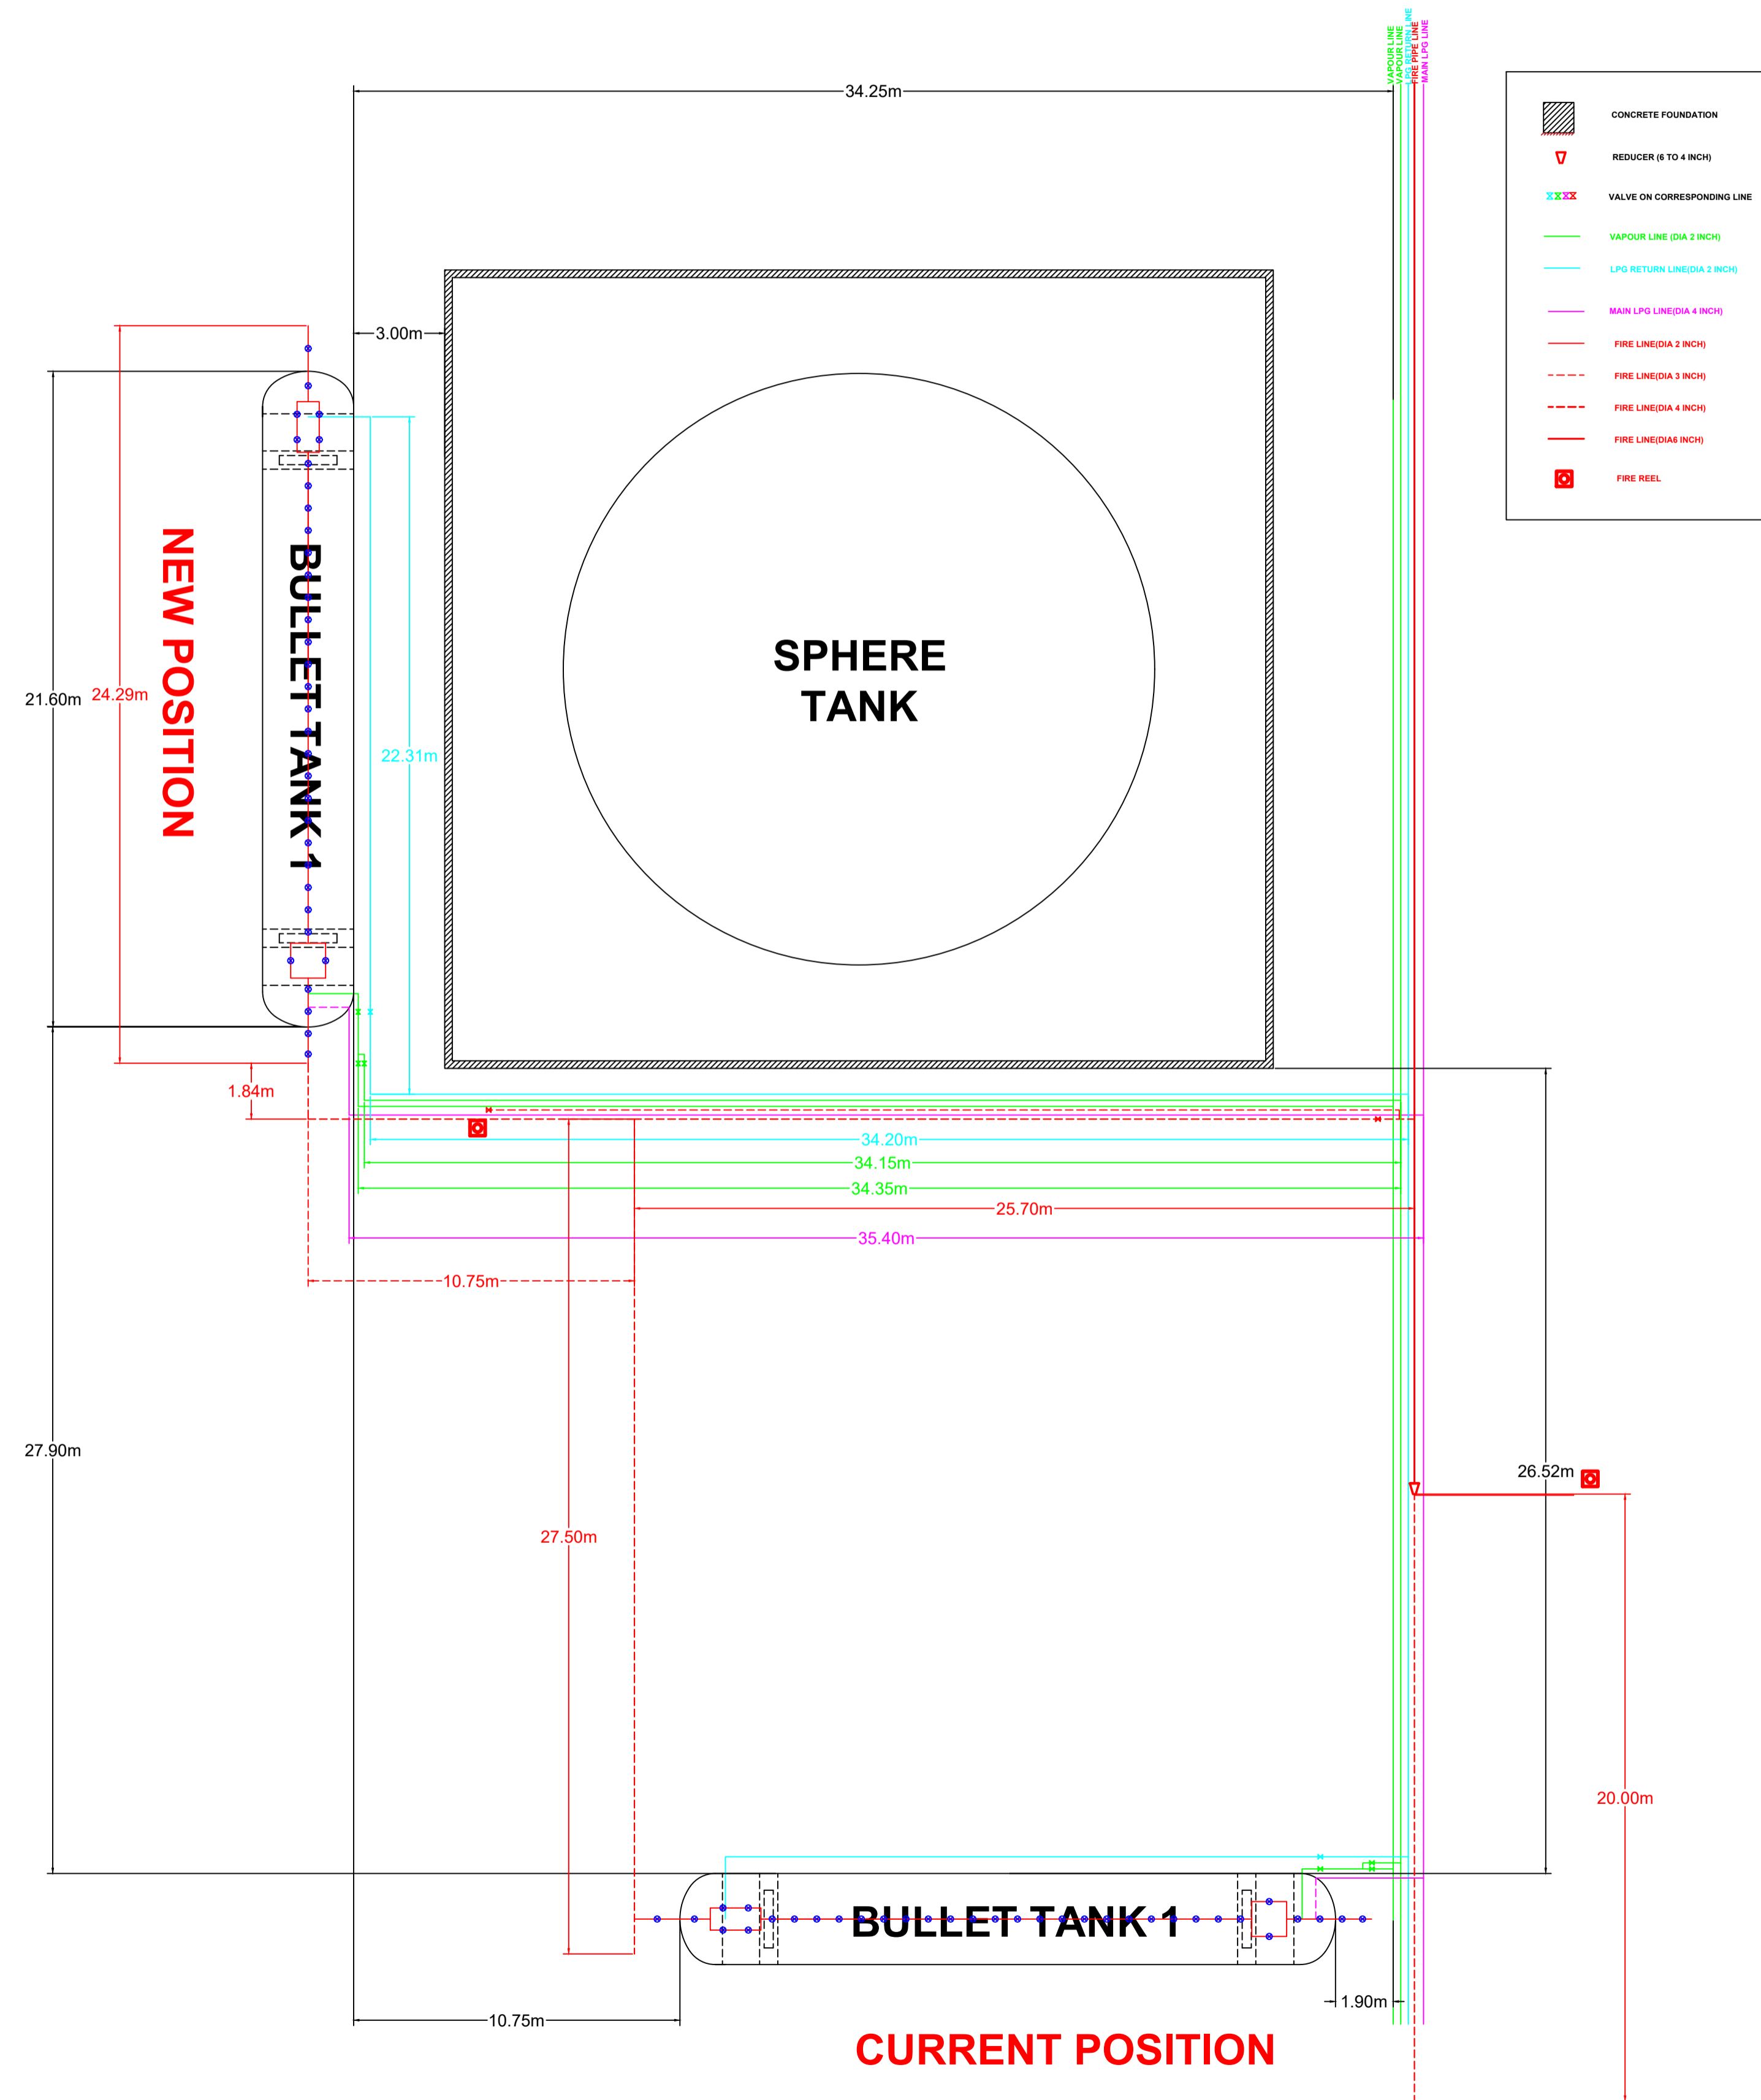 VAPOUR LINE
VAPOUR LINE
LPG RETURN LINE
FIRE PIPE LINE
MAIN LPG LINE
34.25m
CONCRETE FOUNDATION
REDUCER (6 TO 4 INCH)
VALVE ON CORRESPONDING LINE
VAPOUR LINE (DIA 2 INCH)
LPG RETURN LINE(DIA 2 INCH)
MAIN LPG LINE(DIA 4 INCH)
FIRE LINE(DIA 2 INCH)
FIRE LINE(DIA 3 INCH)
FIRE LINE(DIA 4 INCH)
FIRE LINE(DIA6 INCH)
FIRE REEL
3.00m
NEW POSITION
BULLET TANK 1
SPHERE
TANK
21.60m
24.29m
22.31m
1.84m
34.20m
34.15m
34.35m
25.70m
35.40m
10.75m
27.90m
26.52m
27.50m
20.00m
BULLET TANK 1
1.90m
10.75m
CURRENT POSITION